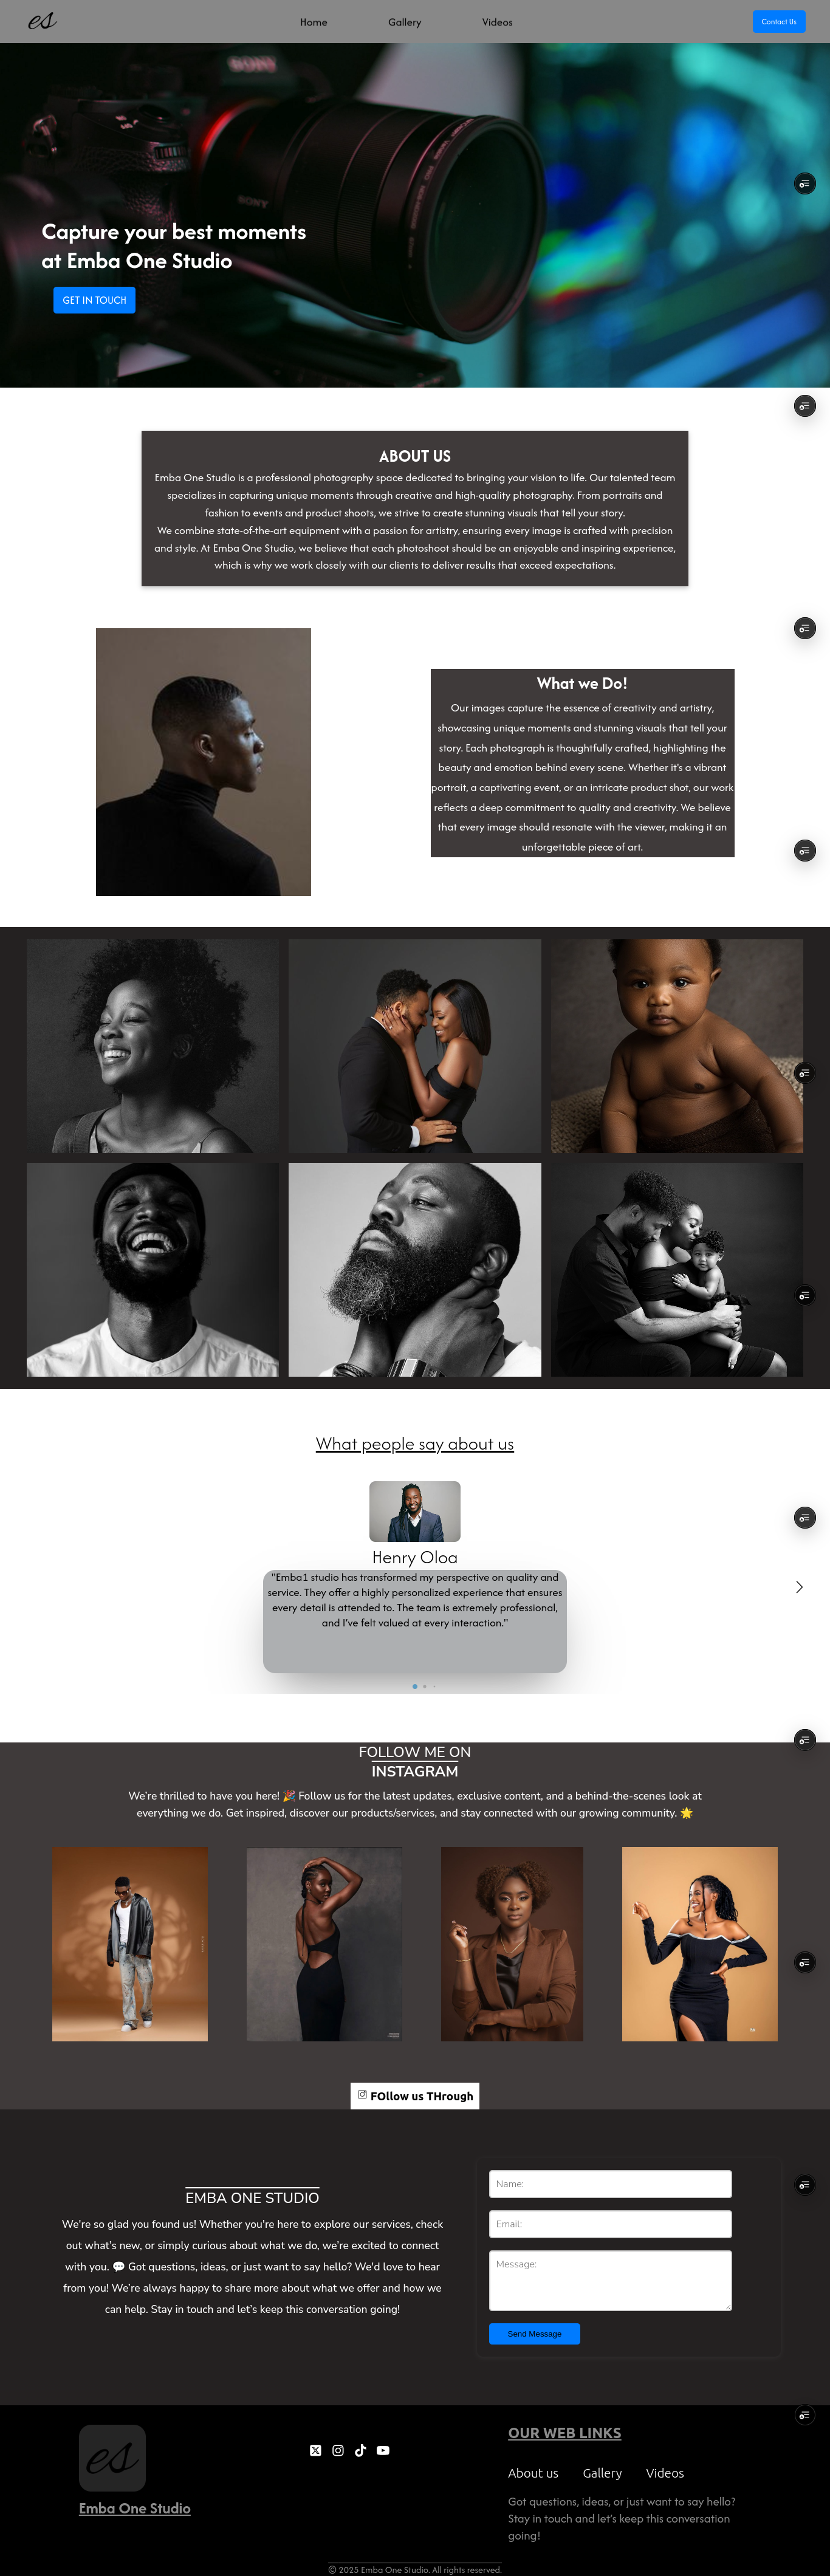 es
Home Gallery Videos
Contact Us
SONY
SONY
Capture your best moments
at Emba One Studio
GET IN TOUCH
ABOUT US
Emba One Studio is a professional photography space dedicated to bringing your vision to life. Our talented team
specializes in capturing unique moments through creative and high-quality photography. From portraits and
fashion to events and product shoots, we strive to create stunning visuals that tell your story.
We combine state-of-the-art equipment with a passion for artistry, ensuring every image is crafted with precision
and style. At Emba One Studio, we believe that each photoshoot should be an enjoyable and inspiring experience,
which is why we work closely with our clients to deliver results that exceed expectations.
What we Do!
Our images capture the essence of creativity and artistry,
showcasing unique moments and stunning visuals that tell your
story. Each photograph is thoughtfully crafted, highlighting the
beauty and emotion behind every scene. Whether it's a vibrant
portrait, a captivating event, or an intricate product shot, our work
reflects a deep commitment to quality and creativity. We believe
that every image should resonate with the viewer, making it an
unforgettable piece of art.
What people say about us
Henry Oloa
"Emba1 studio has transformed my perspective on quality and
service. They offer a highly personalized experience that ensures
every detail is attended to. The team is extremely professional,
and I've felt valued at every interaction."
FOLLOW ME ON
INSTAGRAM
We're thrilled to have you here! 🎉 Follow us for the latest updates, exclusive content, and a behind-the-scenes look at
everything we do. Get inspired, discover our products/services, and stay connected with our growing community. 🌟
FOllow us THrough
EMBA ONE STUDIO
We're so glad you found us! Whether you're here to explore our services, check
out what's new, or simply curious about what we do, we're excited to connect
with you. 💬 Got questions, ideas, or just want to say hello? We'd love to hear
from you! We're always happy to share more about what we offer and how we
can help. Stay in touch and let's keep this conversation going!
Name:
Email:
Message:
Send Message
es
Emba One Studio
OUR WEB LINKS
About us Gallery Videos
Got questions, ideas, or just want to say hello?
Stay in touch and let's keep this conversation
going!
© 2025 Emba One Studio. All rights reserved.